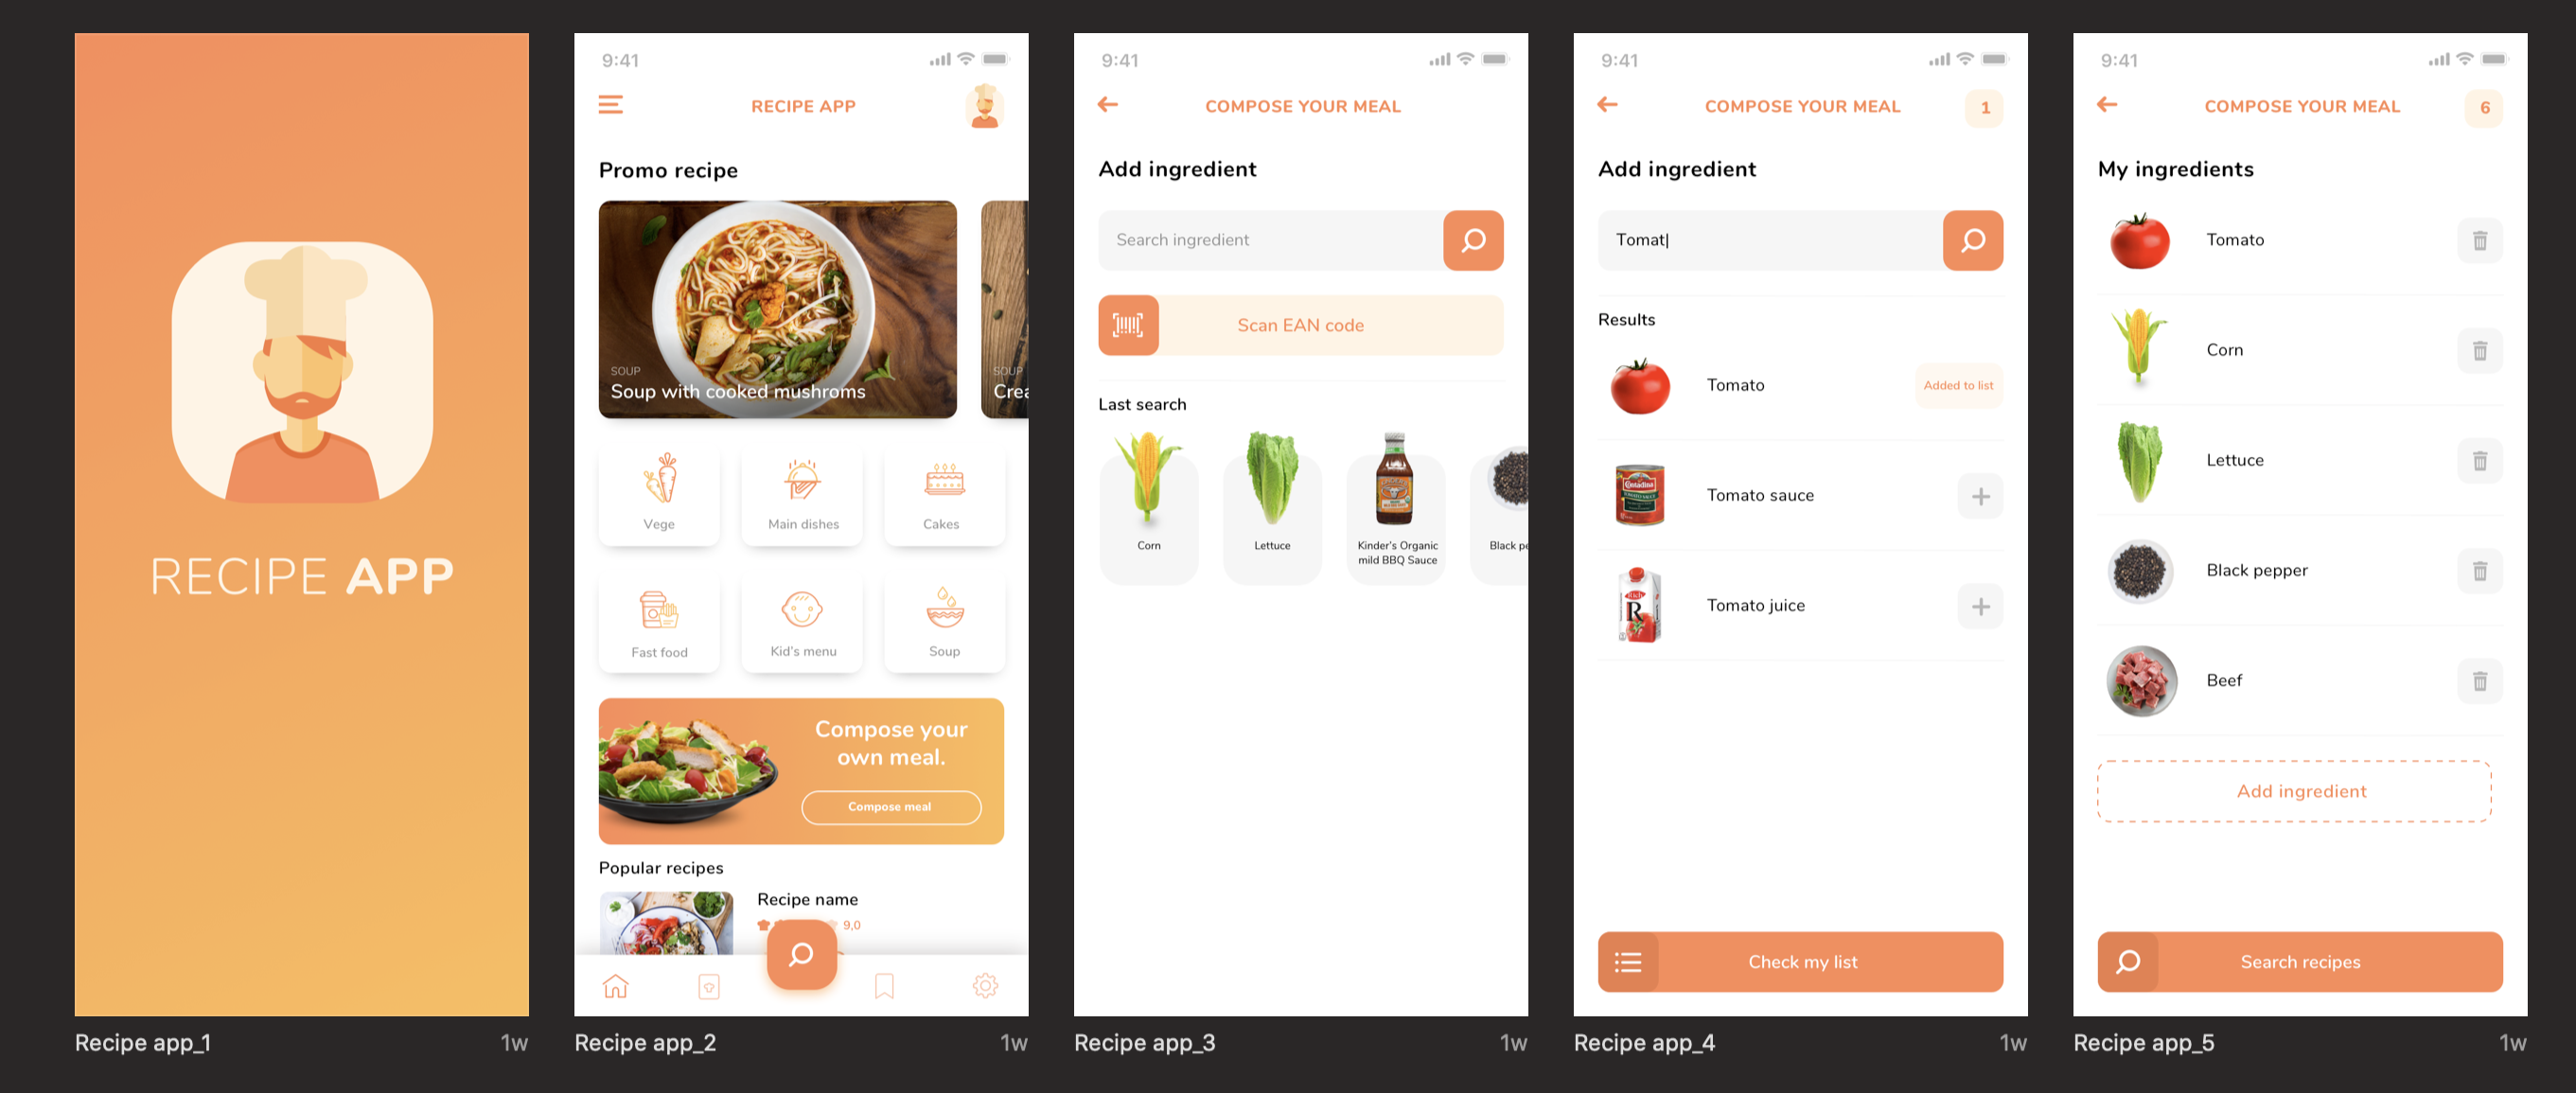 RECIPE APP
Recipe app_1
1w
9:41
RECIPE APP
Promo recipe
SOUP
Soup with cooked mushroms
SOUP
Crea
Vege
Main dishes
Cakes
Fast food
Kid's menu
Soup
Compose your
own meal.
Compose meal
Popular recipes
Recipe name
9,0
Recipe app_2
1w
9:41
COMPOSE YOUR MEAL
Add ingredient
Search ingredient
Scan EAN code
Last search
Corn
Lettuce
Kinder's Organic
mild BBQ Sauce
Black pe
Recipe app_3
1w
9:41
COMPOSE YOUR MEAL
1
Add ingredient
Tomat
Results
Tomato
Added to list
Contadina
Tomato sauce
Rich
R
Tomato juice
Check my list
Recipe app_4
1w
9:41
COMPOSE YOUR MEAL
6
My ingredients
Tomato
Corn
Lettuce
Black pepper
Beef
Add ingredient
Search recipes
Recipe app_5
1w